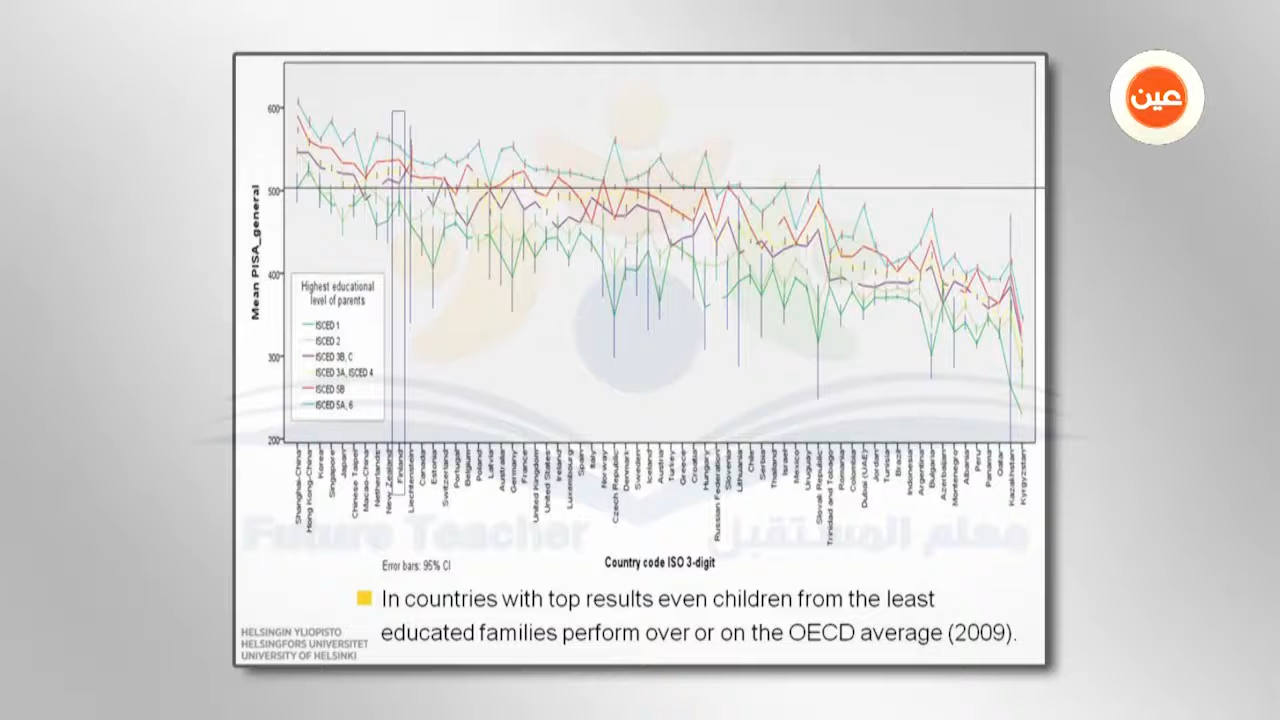 عين
600
500
400
300
200
Mean PISA_general
Highest educational
level of parents
ISCED 1
ISCED 2
ISCED 3B, C
ISCED 3A, ISCED 4
ISCED 5B
ISCED 5A, 6
Shanghai-China
Hong Kong-China
Korea
Singapore
Japan
Chinese Taipei
Macao-China
Netherlands
New_Zealand
Finland
Liechtenstein
Canada
Estonia
Switzerland
Portugal
Belgium
Poland
Latvia
Australia
Germany
France
United Kingdom
United States
Ireland
Luxembourg
Spain
Italy
Norway
Czech Republic
Denmark
Sweden
Iceland
Austria
Turkey
Greece
Croatia
Hungary
Russian Federation
Slovenia
Lithuania
Chile
Serbia
Thailand
Israel
Mexico
Uruguay
Slovak Republic
Trinidad and Tobago
Romania
Colombia
Dubai (UAE)
Jordan
Tunisia
Brazil
Indonesia
Argentina
Bulgaria
Azerbaijan
Montenegro
Albania
Peru
Panama
Qatar
Kazakhstan
Kyrgyzstan
Future Teacher
معلم المستقبل
Error bars: 95% CI
Country code ISO 3-digit
In countries with top results even children from the least
educated families perform over or on the OECD average (2009).
HELSINGIN YLIOPISTO
HELSINGFORS UNIVERSITET
UNIVERSITY OF HELSINKI